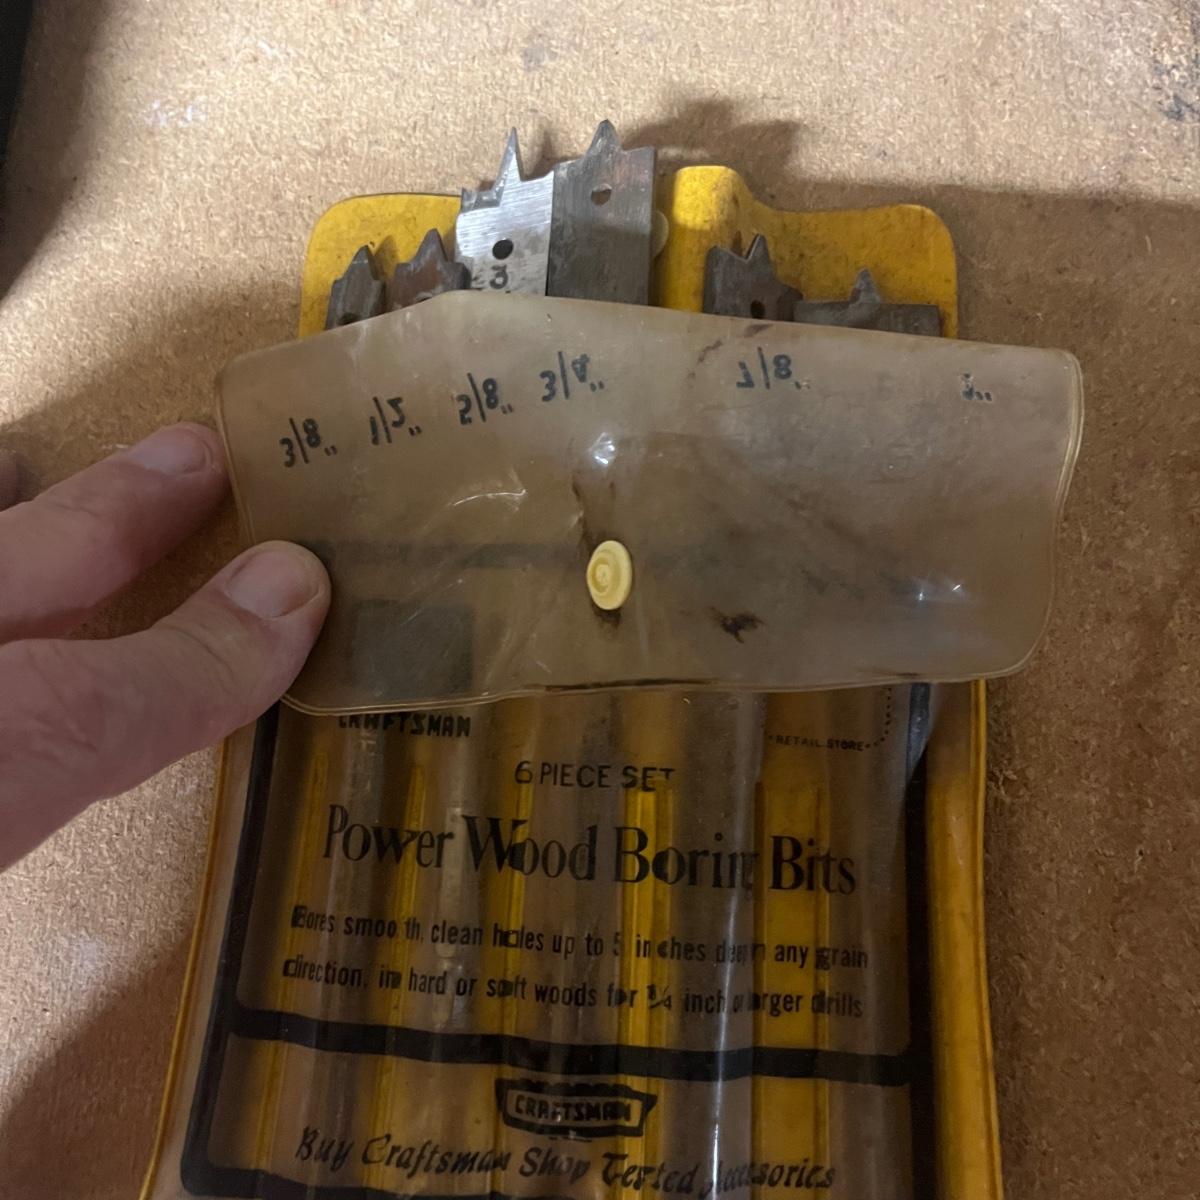 3
3/8" 1/2" 5/8" 3/4" 7/8" 1"
CRAFTSMAN
RETAIL STORE
6 PIECE SET
Power Wood Boring Bits
Bores smooth, clean holes up to 5 inches deep in any grain
direction, in hard or soft woods for 1/4 inch or larger drills
CRAFTSMAN
Buy Craftsman Shop Tested Accessories